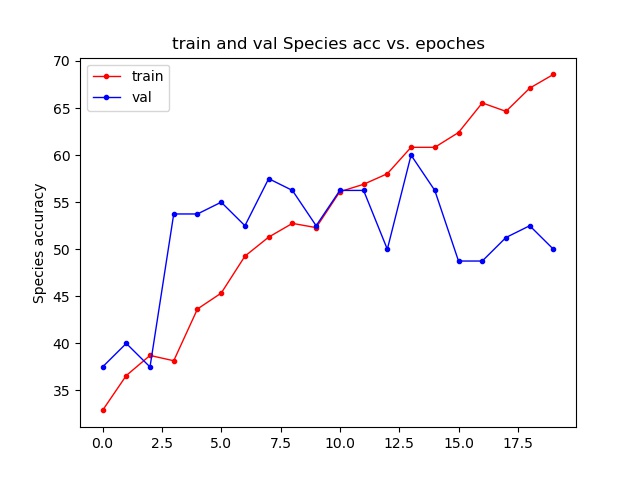 train and val Species acc vs. epoches
train
val
Species accuracy
70
65
60
55
50
45
40
35
0.0 2.5 5.0 7.5 10.0 12.5 15.0 17.5